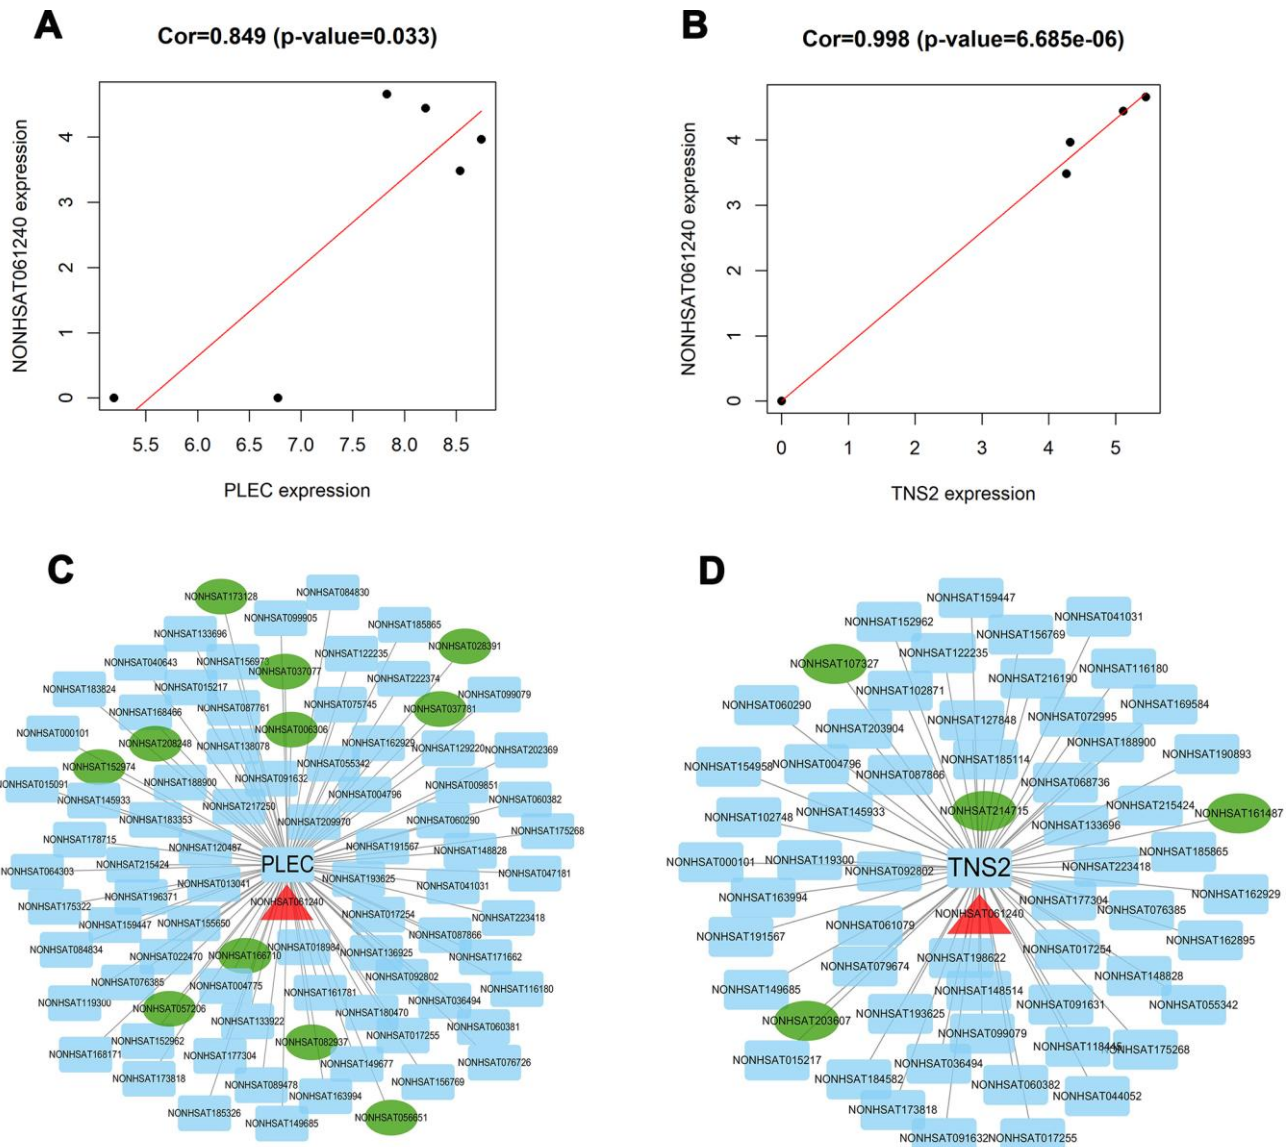 A
Cor=0.849 (p-value=0.033)
NONHSAT061240 expression
4
3
2
1
0
5.5 6.0 6.5 7.0 7.5 8.0 8.5
PLEC expression
B
Cor=0.998 (p-value=6.685e-06)
NONHSAT061240 expression
4
3
2
1
0
0 1 2 3 4 5
TNS2 expression
C
NONHSAT173128
NONHSAT084830
NONHSAT099905
NONHSAT185865
NONHSAT133696
NONHSAT028391
NONHSAT040643
NONHSAT156973
NONHSAT122235
NONHSAT037077
NONHSAT222374
NONHSAT183824
NONHSAT015217
NONHSAT099079
NONHSAT168466
NONHSAT087761
NONHSAT075745
NONHSAT037781
NONHSAT000101
NONHSAT006306
NONHSAT208248
NONHSAT138078
NONHSAT162929
NONHSAT129220
NONHSAT202369
NONHSAT152974
NONHSAT055342
NONHSAT015091
NONHSAT188900
NONHSAT091632
NONHSAT009851
NONHSAT145933
NONHSAT004796
NONHSAT060382
NONHSAT217250
NONHSAT183353
NONHSAT209970
NONHSAT060290
NONHSAT175268
NONHSAT178715
NONHSAT120487
NONHSAT191567
NONHSAT148828
NONHSAT215424
PLEC
NONHSAT064303
NONHSAT193625
NONHSAT047181
NONHSAT013041
NONHSAT041031
NONHSAT196371
NONHSAT061240
NONHSAT175322
NONHSAT017254
NONHSAT223418
NONHSAT159447
NONHSAT155650
NONHSAT087866
NONHSAT084834
NONHSAT018984
NONHSAT136925
NONHSAT022470
NONHSAT166710
NONHSAT171662
NONHSAT092802
NONHSAT076385
NONHSAT004775
NONHSAT161781
NONHSAT116180
NONHSAT119300
NONHSAT036494
NONHSAT057206
NONHSAT180470
NONHSAT133922
NONHSAT060381
NONHSAT017255
NONHSAT152962
NONHSAT082937
NONHSAT168171
NONHSAT177304
NONHSAT149677
NONHSAT076726
NONHSAT173818
NONHSAT089478
NONHSAT156769
NONHSAT163994
NONHSAT185326
NONHSAT149685
NONHSAT056651
D
NONHSAT159447
NONHSAT152962
NONHSAT041031
NONHSAT156769
NONHSAT122235
NONHSAT107327
NONHSAT116180
NONHSAT216190
NONHSAT102871
NONHSAT060290
NONHSAT169584
NONHSAT127848
NONHSAT072995
NONHSAT203904
NONHSAT188900
NONHSAT190893
NONHSAT185114
NONHSAT154958
NONHSAT004796
NONHSAT087866
NONHSAT068736
NONHSAT215424
NONHSAT214715
NONHSAT145933
NONHSAT161487
NONHSAT102748
NONHSAT133696
NONHSAT185865
NONHSAT000101
NONHSAT119300
TNS2
NONHSAT223418
NONHSAT092802
NONHSAT162929
NONHSAT163994
NONHSAT177304
NONHSAT076385
NONHSAT061240
NONHSAT061079
NONHSAT191567
NONHSAT162895
NONHSAT017254
NONHSAT198622
NONHSAT079674
NONHSAT148828
NONHSAT149685
NONHSAT148514
NONHSAT091631
NONHSAT055342
NONHSAT193625
NONHSAT203607
NONHSAT099079
NONHSAT118445
NONHSAT175268
NONHSAT015217
NONHSAT036494
NONHSAT184582
NONHSAT060382
NONHSAT044052
NONHSAT173818
NONHSAT091632
NONHSAT017255